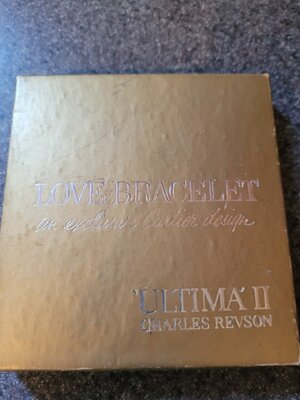 LOVE BRACELET
an exclusive Cartier design
'ULTIMA' II
CHARLES REVSON